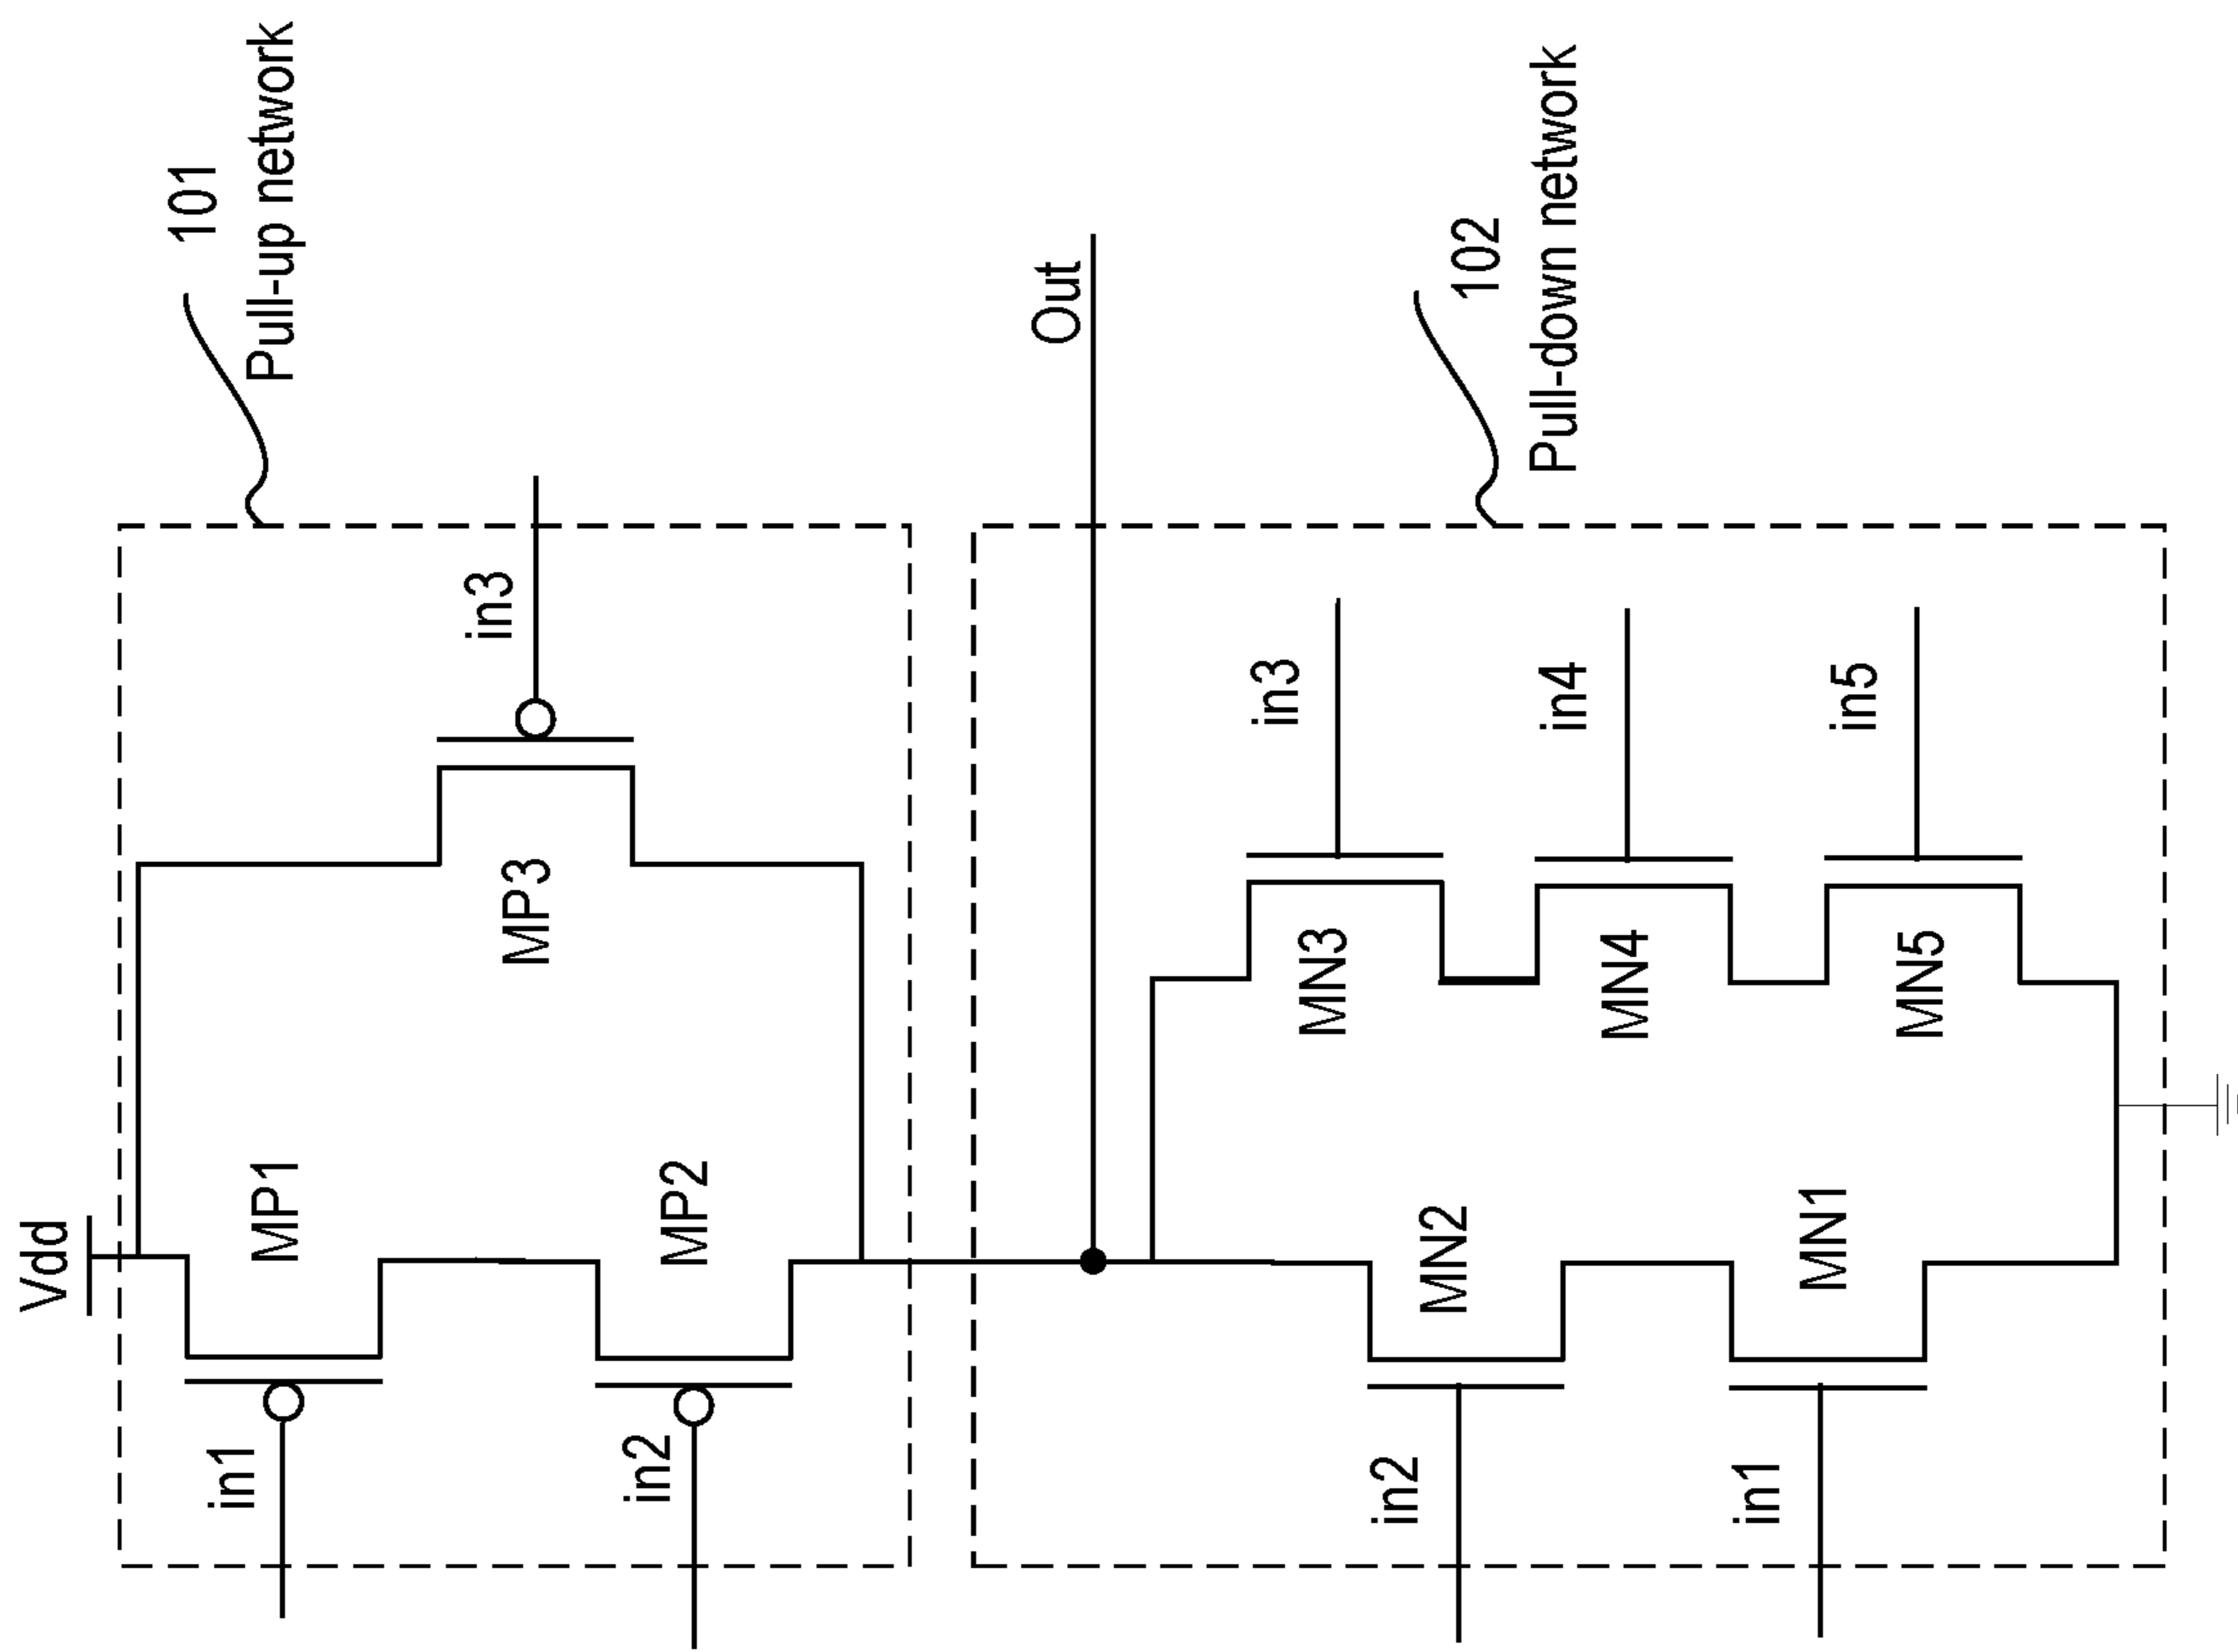 101
Pull-up network
Vdd
in1
MP1
MP3
in3
in2
MP2
Out
102
Pull-down network
in3
MN3
in2
MN2
in4
MN4
in1
MN1
in5
MN5